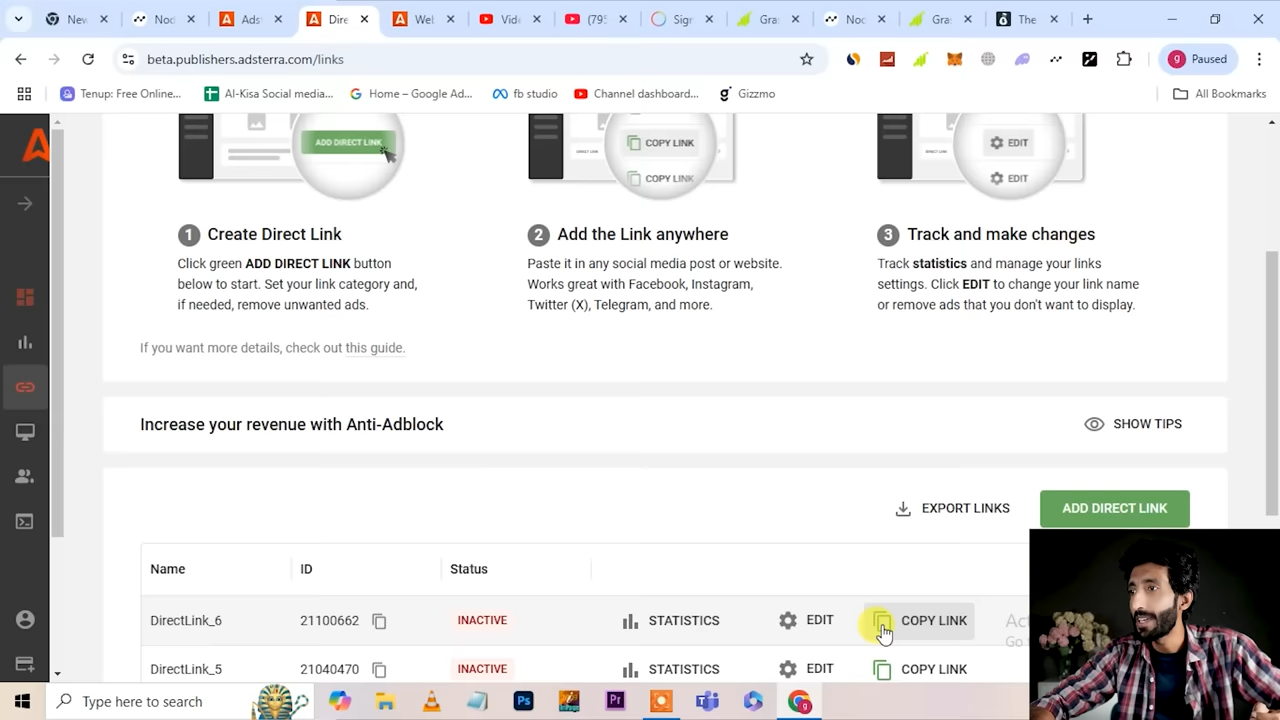 New
Noc
Ads
Dire
Wel
Vide
(795
Sign
Gra
Noc
Gra
The
beta.publishers.adsterra.com/links
g
Paused
Tenup: Free Online...
Al-Kisa Social media...
Home – Google Ad...
fb studio
Channel dashboard...
Gizmmo
All Bookmarks
ADD DIRECT LINK
COPY LINK
COPY LINK
EDIT
EDIT
1 Create Direct Link
Click green ADD DIRECT LINK button
below to start. Set your link category and,
if needed, remove unwanted ads.
2 Add the Link anywhere
Paste it in any social media post or website.
Works great with Facebook, Instagram,
Twitter (X), Telegram, and more.
3 Track and make changes
Track statistics and manage your links
settings. Click EDIT to change your link name
or remove ads that you don't want to display.
If you want more details, check out this guide.
Increase your revenue with Anti-Adblock
SHOW TIPS
EXPORT LINKS
ADD DIRECT LINK
Name ID Status
DirectLink_6 21100662 INACTIVE STATISTICS EDIT COPY LINK
DirectLink_5 21040470 INACTIVE STATISTICS EDIT COPY LINK
Type here to search